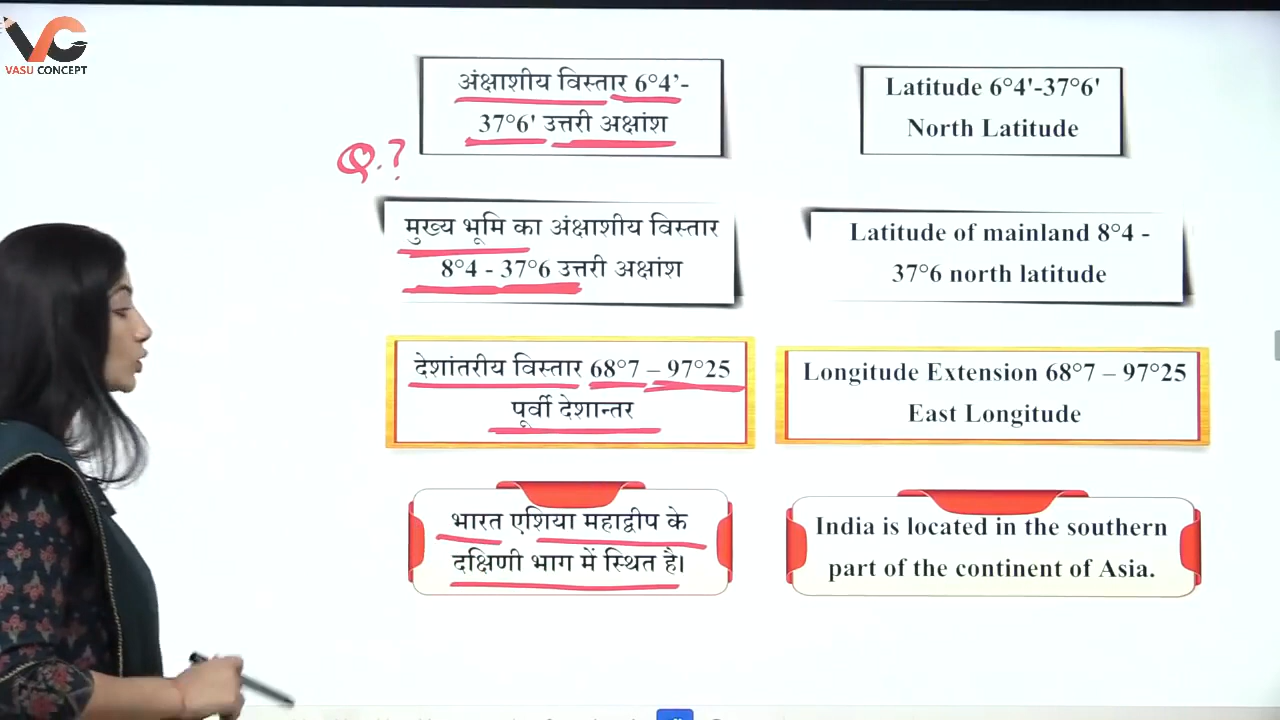 VASU CONCEPT
अंक्षाशीय विस्तार 6°4’-
37°6' उत्तरी अक्षांश
Latitude 6°4'-37°6'
North Latitude
Q.?
मुख्य भूमि का अंक्षाशीय विस्तार
8°4 - 37°6 उत्तरी अक्षांश
Latitude of mainland 8°4 -
37°6 north latitude
देशांतरीय विस्तार 68°7 – 97°25
पूर्वी देशान्तर
Longitude Extension 68°7 – 97°25
East Longitude
भारत एशिया महाद्वीप के
दक्षिणी भाग में स्थित है।
India is located in the southern
part of the continent of Asia.